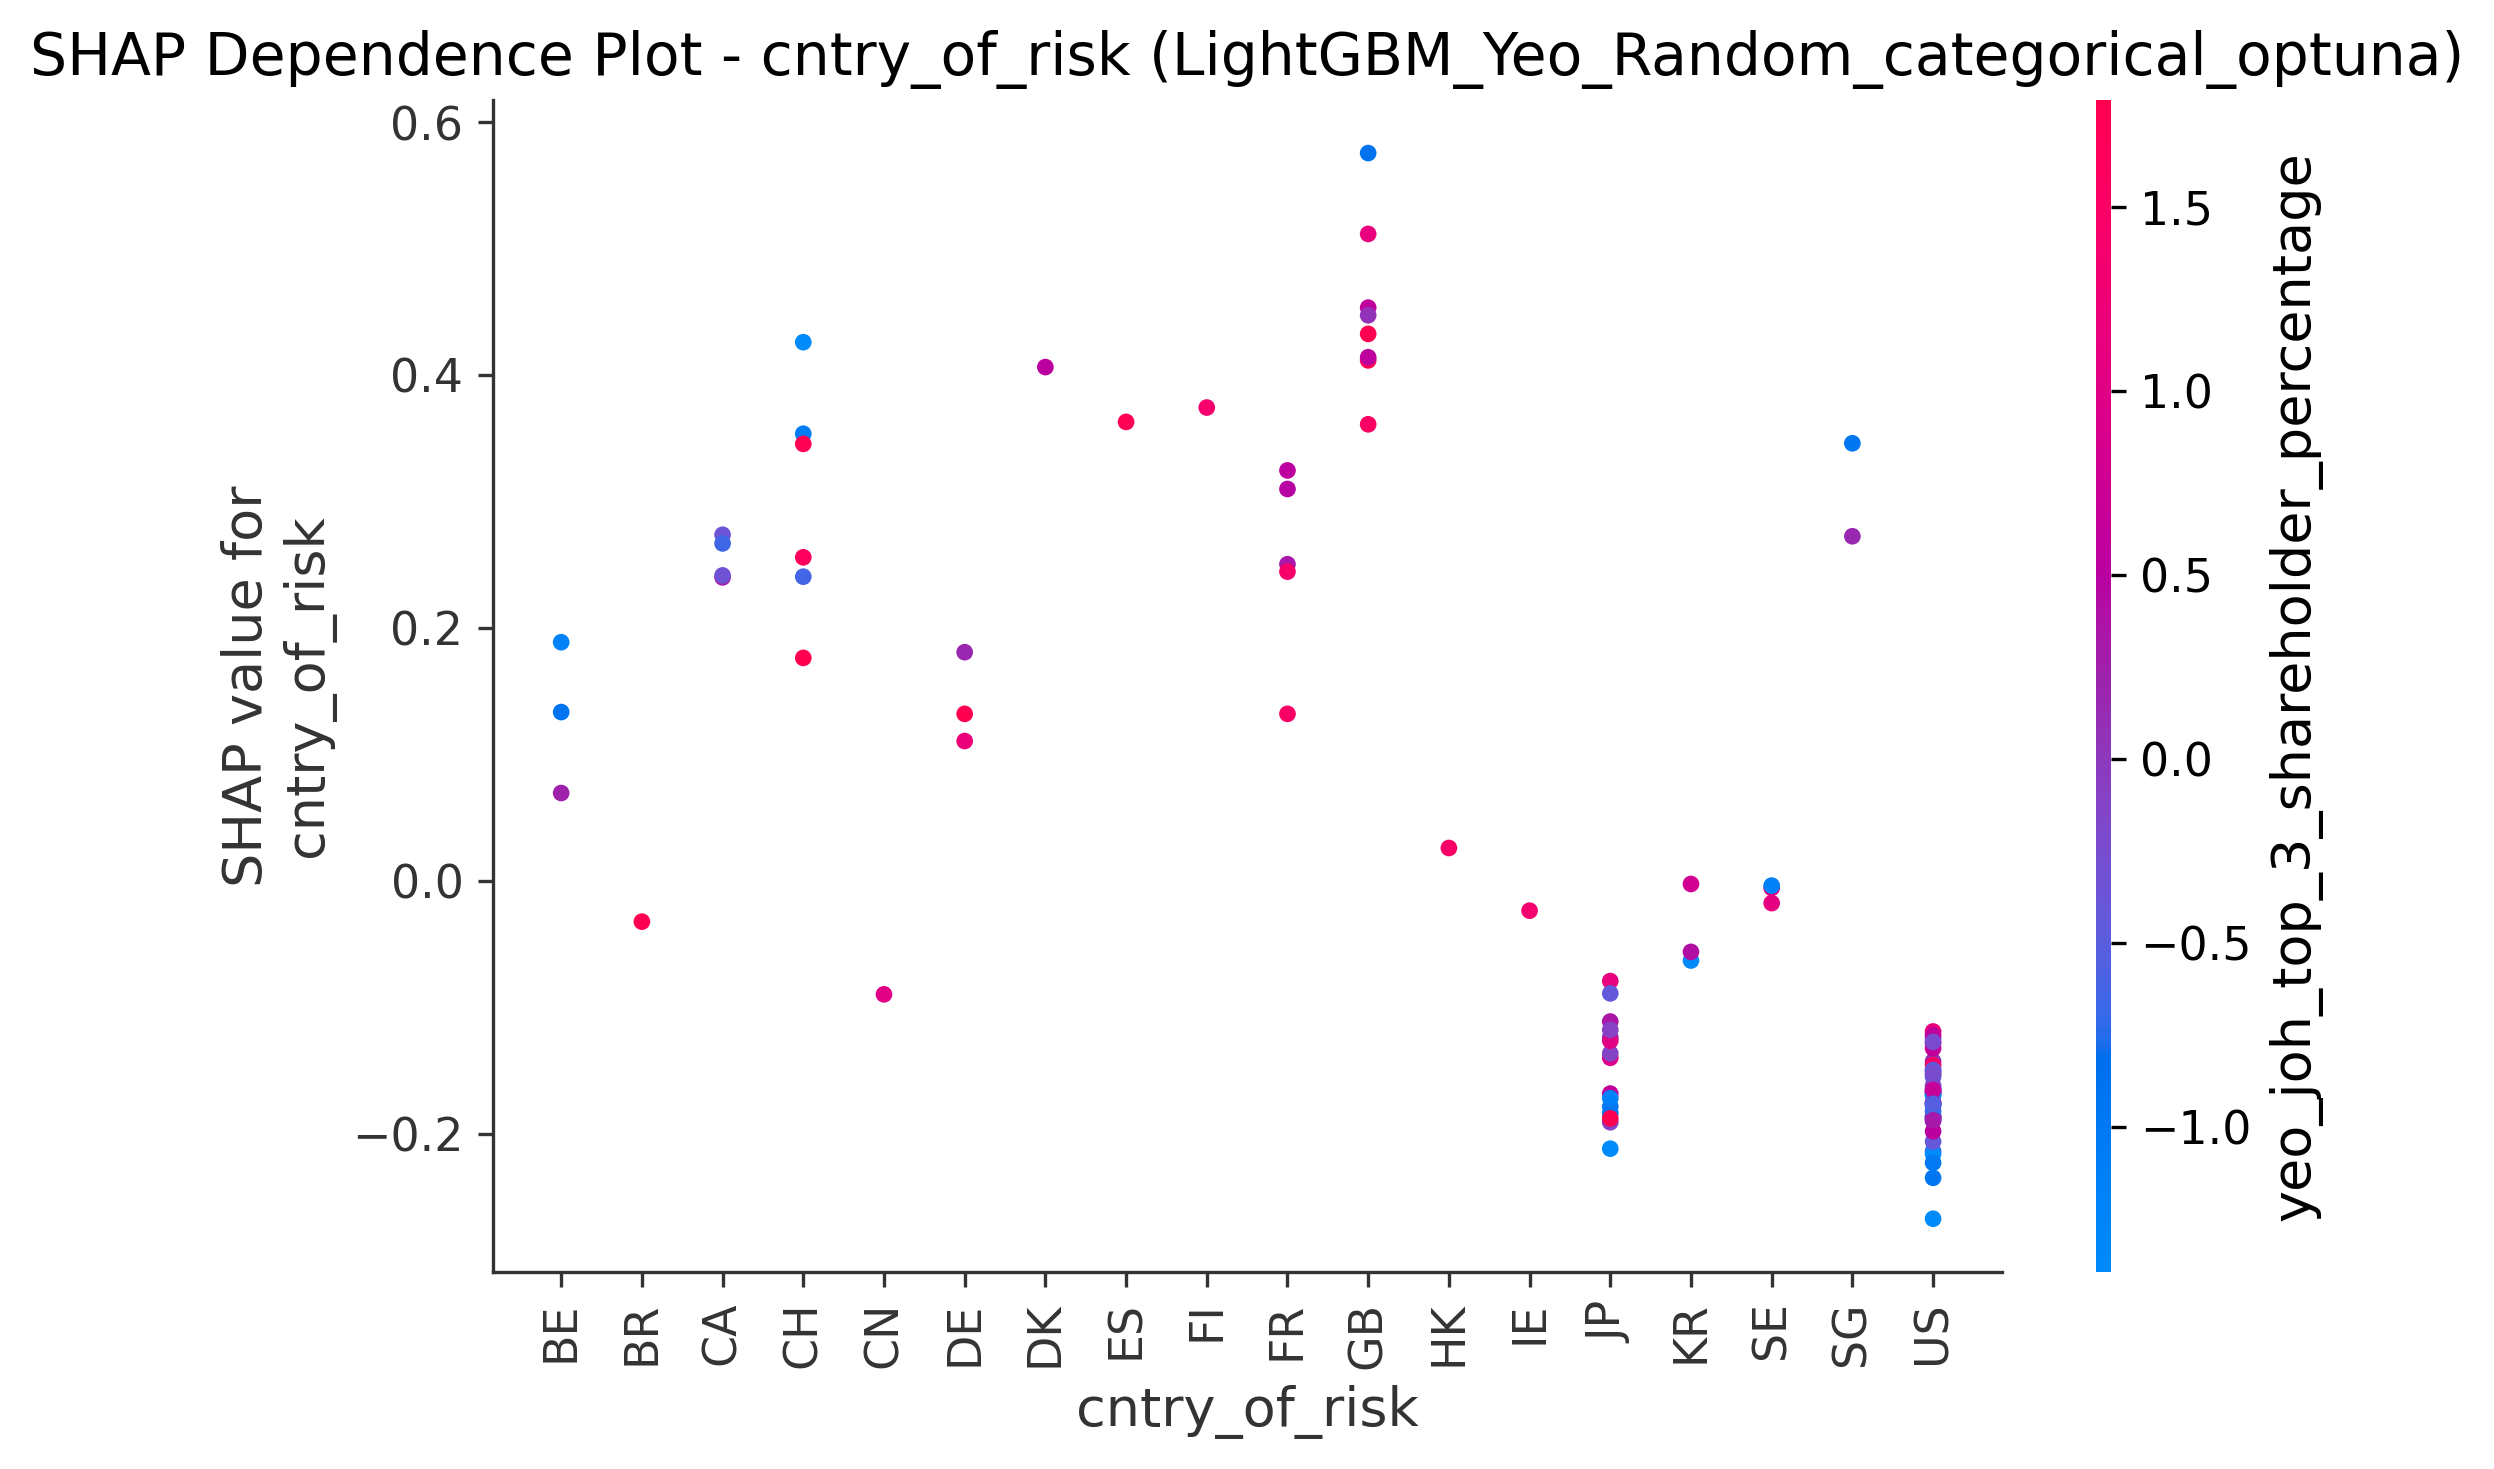 SHAP Dependence Plot - cntry_of_risk (LightGBM_Yeo_Random_categorical_optuna)
SHAP value for
cntry_of_risk
0.6
0.4
0.2
0.0
−0.2
BE
BR
CA
CH
CN
DE
DK
ES
FI
FR
GB
HK
IE
JP
KR
SE
SG
US
cntry_of_risk
1.5
1.0
0.5
0.0
−0.5
−1.0
yeo_joh_top_3_shareholder_percentage